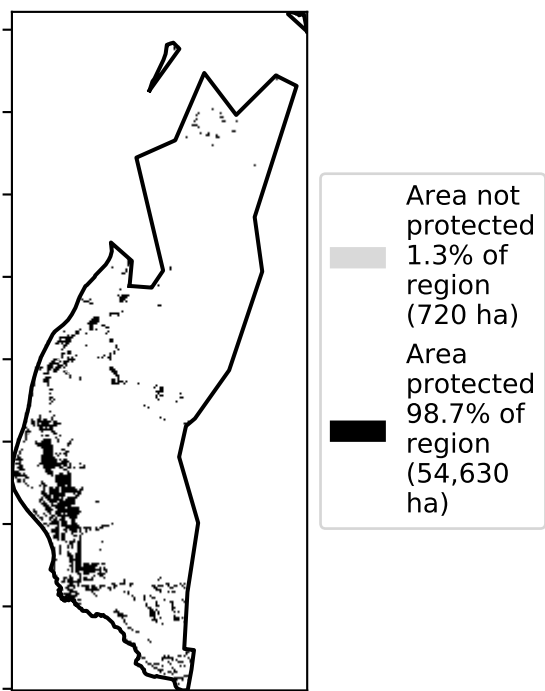 Area not
protected
1.3% of
region
(720 ha)
Area
protected
98.7% of
region
(54,630
ha)